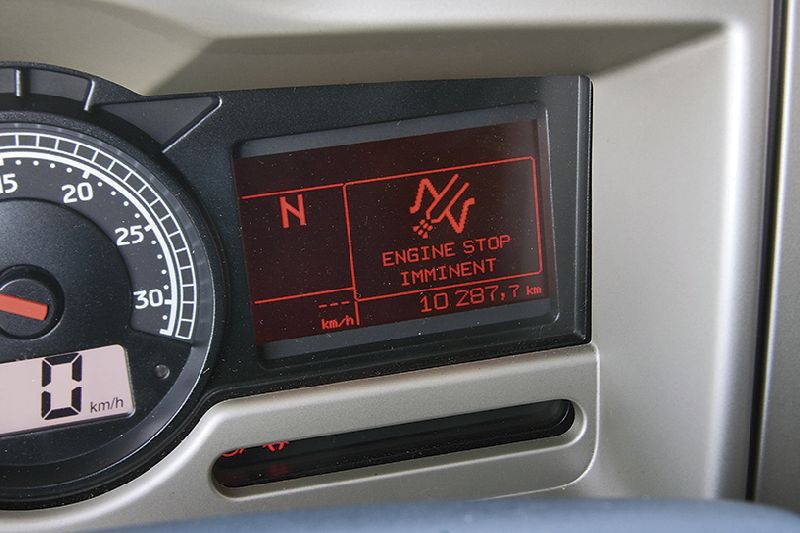 15
20
25
30
0 km/h
N
ENGINE STOP
IMMINENT
--- km/h
10 287,7 km